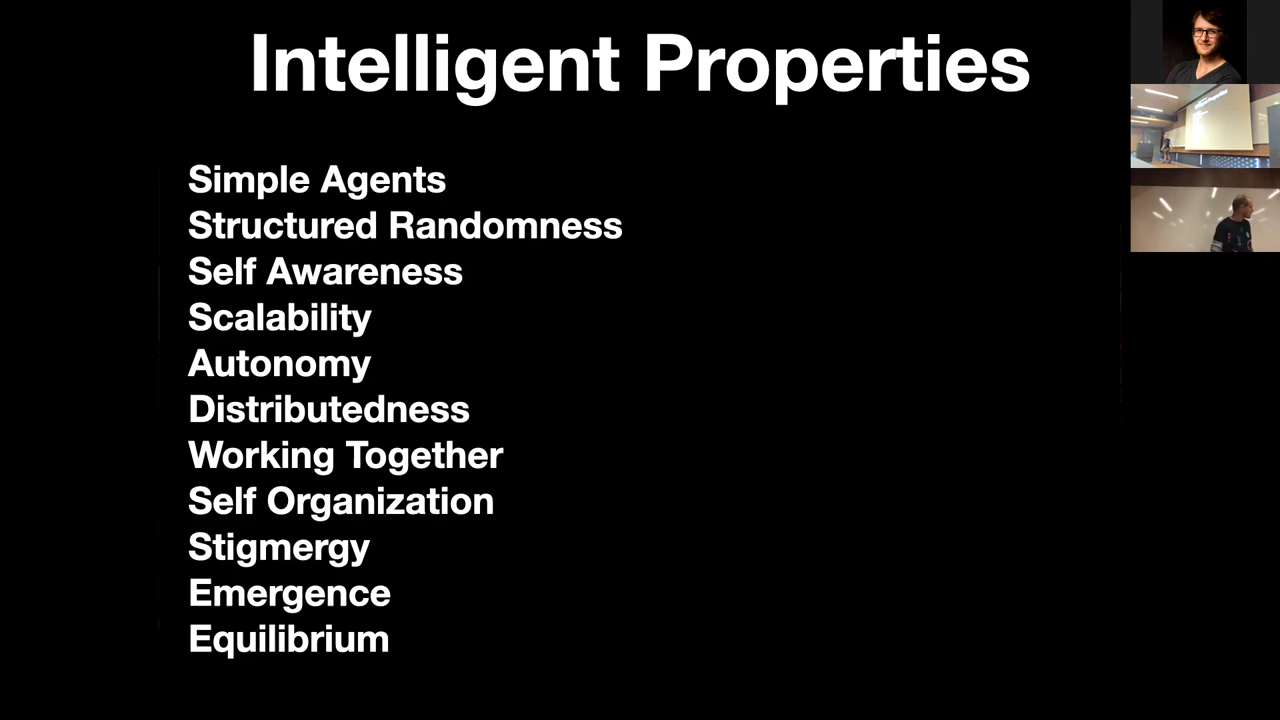 Intelligent Properties
Simple Agents
Structured Randomness
Self Awareness
Scalability
Autonomy
Distributedness
Working Together
Self Organization
Stigmergy
Emergence
Equilibrium